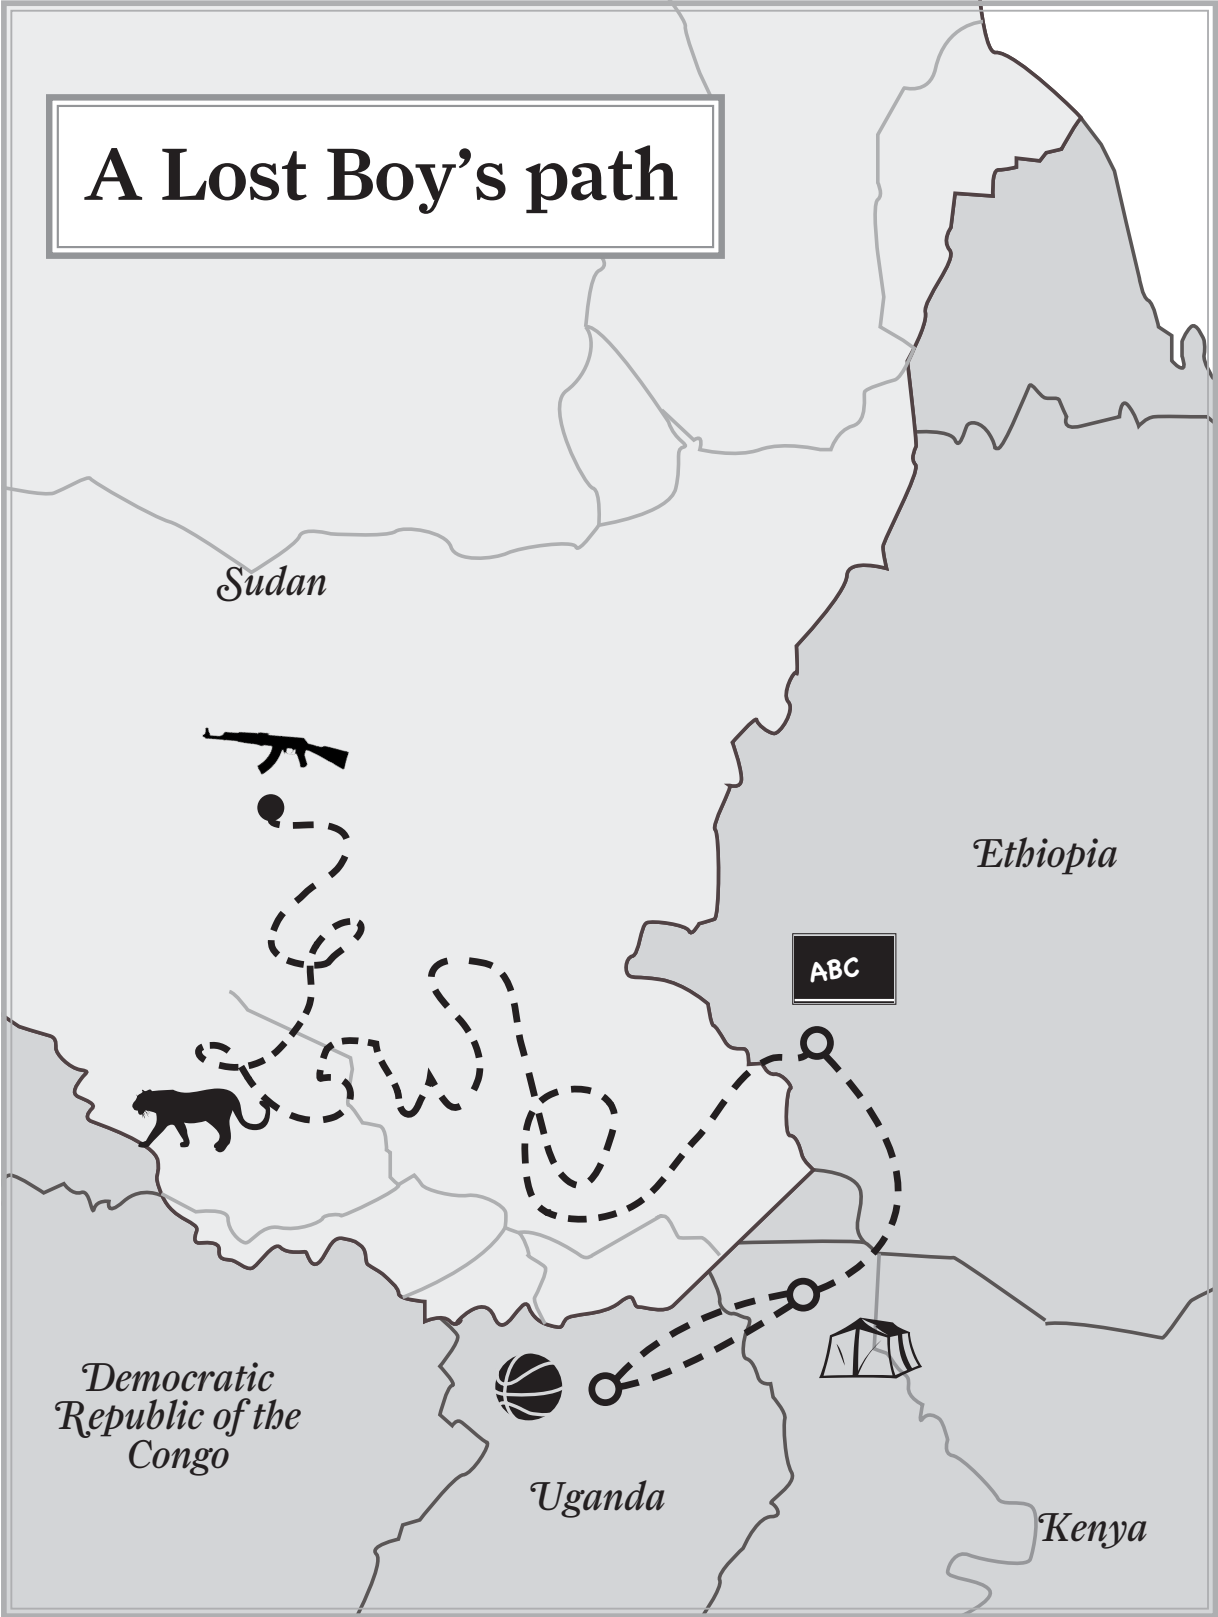 A Lost Boy’s path
Sudan
Ethiopia
ABC
Democratic
Republic of the
Congo
Uganda
Kenya